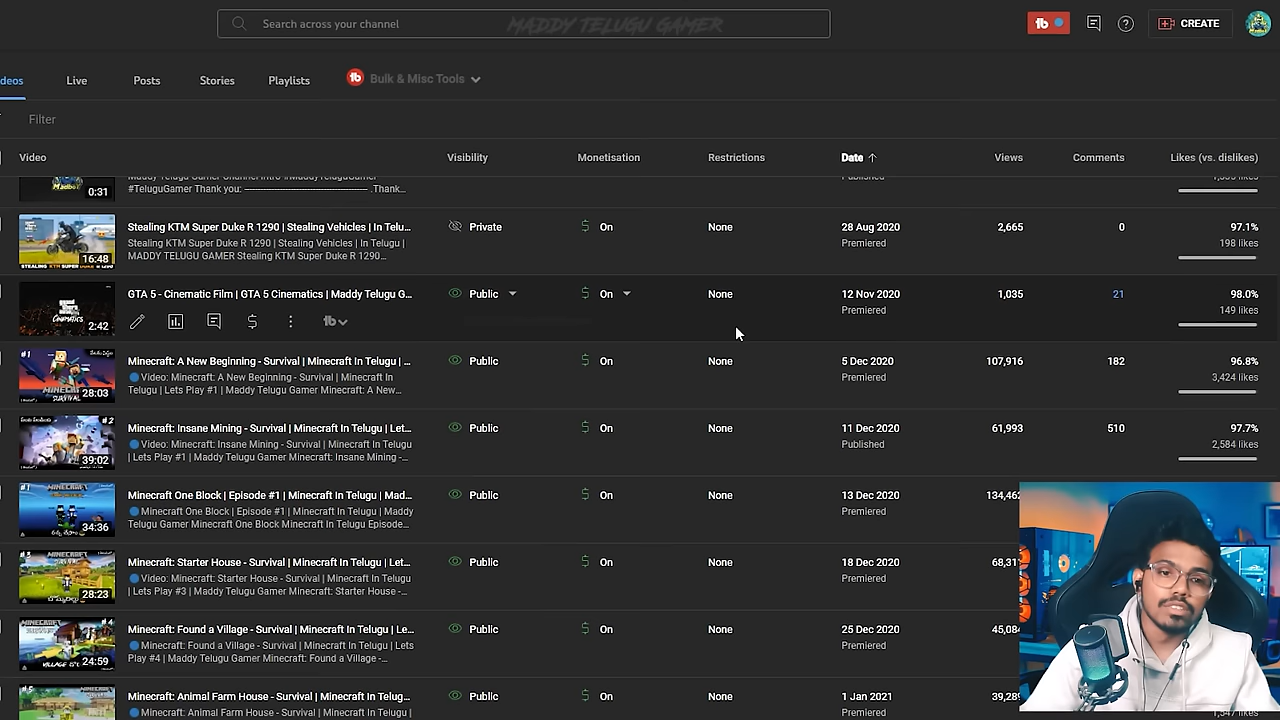 Search across your channel
MADDY TELUGU GAMER
CREATE
deos
Live
Posts
Stories
Playlists
Bulk & Misc Tools
Filter
Video
Visibility
Monetisation
Restrictions
Date
Views
Comments
Likes (vs. dislikes)
#TeluguGamer Thank you: .Thank...
0:31
Stealing KTM Super Duke R 1290 | Stealing Vehicles | In Telu...
Private
On
None
28 Aug 2020
2,665
0
97.1%
Stealing KTM Super Duke R 1290 | Stealing Vehicles | In Telugu |
Premiered
198 likes
MADDY TELUGU GAMER Stealing KTM Super Duke R 1290...
16:48
GTA 5 - Cinematic Film | GTA 5 Cinematics | Maddy Telugu G...
Public
On
None
12 Nov 2020
1,035
21
98.0%
Premiered
149 likes
2:42
Minecraft: A New Beginning - Survival | Minecraft In Telugu | ...
Public
On
None
5 Dec 2020
107,916
182
96.8%
Video: Minecraft: A New Beginning - Survival | Minecraft In
Premiered
3,424 likes
Telugu | Lets Play #1 | Maddy Telugu Gamer Minecraft: A New...
28:03
Minecraft: Insane Mining - Survival | Minecraft In Telugu | Let...
Public
On
None
11 Dec 2020
61,993
510
97.7%
Video: Minecraft: Insane Mining - Survival | Minecraft In Telugu
Published
2,584 likes
| Lets Play #1 | Maddy Telugu Gamer Minecraft: Insane Mining -...
39:02
Minecraft One Block | Episode #1 | Minecraft In Telugu | Mad...
Public
On
None
13 Dec 2020
134,462
Minecraft One Block | Episode #1 | Minecraft In Telugu | Maddy
Premiered
Telugu Gamer Minecraft One Block Minecraft In Telugu Episode...
34:36
Minecraft: Starter House - Survival | Minecraft In Telugu | Let...
Public
On
None
18 Dec 2020
68,31
Video: Minecraft: Starter House - Survival | Minecraft In Telugu
Premiered
| Lets Play #3 | Maddy Telugu Gamer Minecraft: Starter House -...
28:23
Minecraft: Found a Village - Survival | Minecraft In Telugu | Le...
Public
On
None
25 Dec 2020
45,08
Video: Minecraft: Found a Village - Survival | Minecraft In Telugu | Lets
Premiered
Play #4 | Maddy Telugu Gamer Minecraft: Found a Village -...
24:59
Minecraft: Animal Farm House - Survival | Minecraft In Telug...
Public
On
None
1 Jan 2021
39,289
Video: Minecraft: Animal Farm House - Survival | Minecraft In Telugu |
Premiered